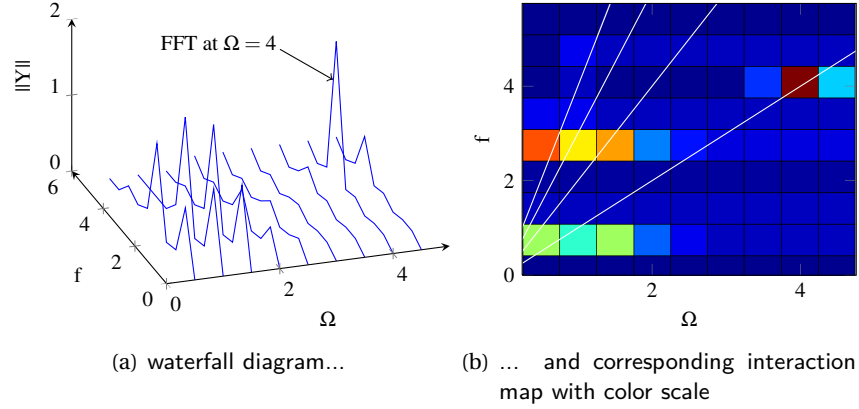 2
FFT at Ω = 4
1
‖Y‖
0
6
4
2
f
0
0
2
4
Ω
4
f
2
0
2
4
Ω
(a) waterfall diagram...
(b) ... and corresponding interaction
map with color scale